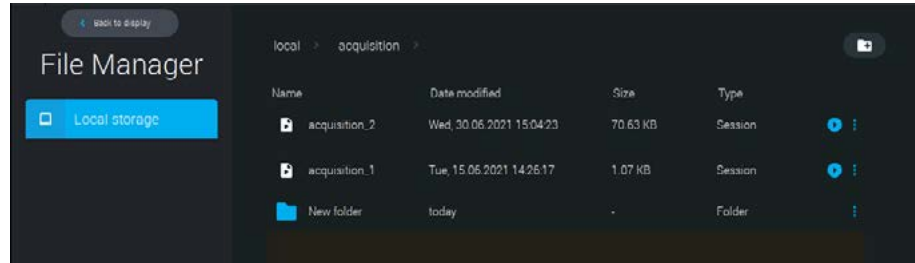 Back to display
File Manager
Local storage
local > acquisition >
Name Date modified Size Type
acquisition_2 Wed, 30.06.2021 15:04:23 70.63 KB Session
acquisition_1 Tue, 15.06.2021 14:26:17 1.07 KB Session
New folder today - Folder